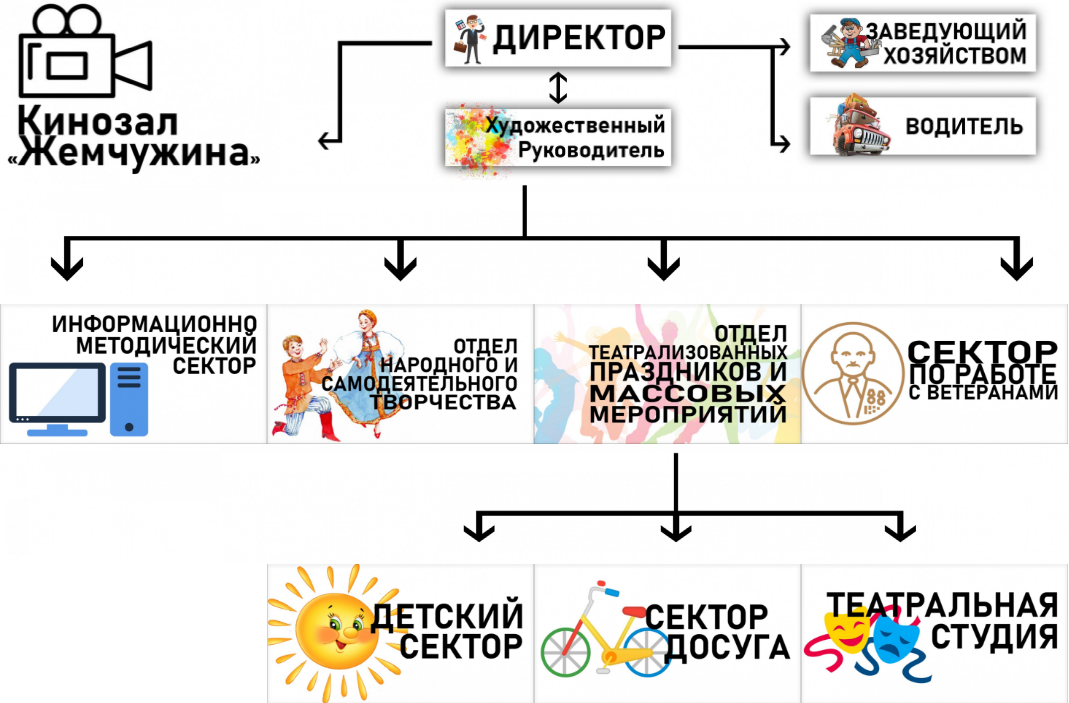 ДИРЕКТОР
ЗАВЕДУЮЩИЙ
ХОЗЯЙСТВОМ
Кинозал
«Жемчужина»
Художественный
Руководитель
ВОДИТЕЛЬ
ИНФОРМАЦИОННО
МЕТОДИЧЕСКИЙ
СЕКТОР
ОТДЕЛ
НАРОДНОГО И
САМОДЕЯТЕЛЬНОГО
ТВОРЧЕСТВА
ОТДЕЛ
ТЕАТРАЛИЗОВАННЫХ
ПРАЗДНИКОВ И
МАССОВЫХ
МЕРОПРИЯТИЙ
СЕКТОР
ПО РАБОТЕ
С ВЕТЕРАНАМИ
ДЕТСКИЙ
СЕКТОР
СЕКТОР
ДОСУГА
ТЕАТРАЛЬНАЯ
СТУДИЯ